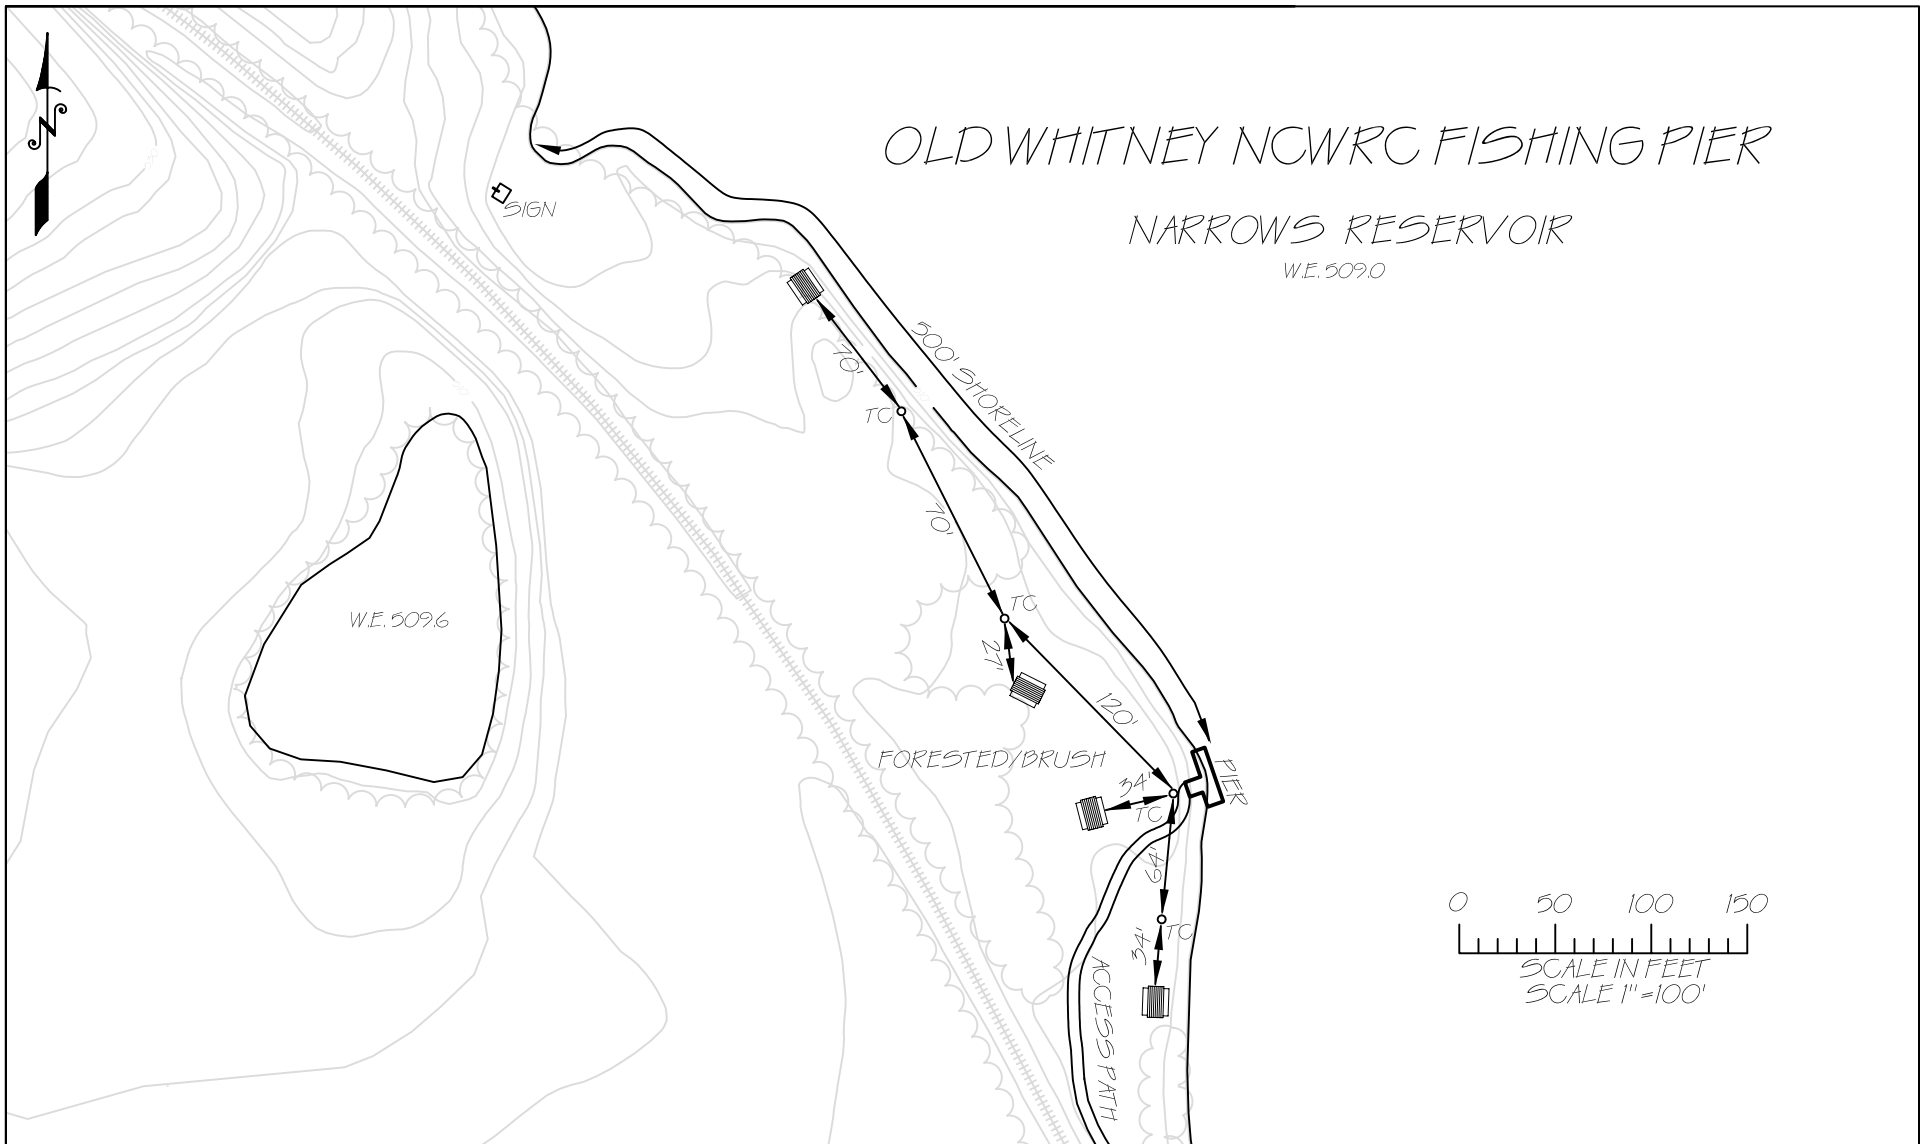 N
OLD WHITNEY NCWRC FISHING PIER
NARROWS RESERVOIR
W.E. 509.0
SIGN
500' SHORELINE
70'
TC
70'
TC
27'
W.E. 509.6
120'
FORESTED/BRUSH
PIER
34'
TC
64'
TC
34'
ACCESS PATH
0 50 100 150
SCALE IN FEET
SCALE 1"=100'